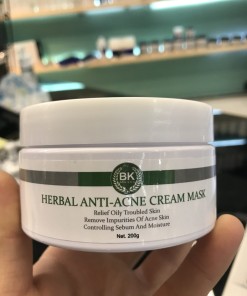 BK
HERBAL ANTI-ACNE CREAM MASK
Relief Oily Troubled Skin
Remove Impurities Of Acne Skin
Controlling Sebum And Moisture
Net. 200g